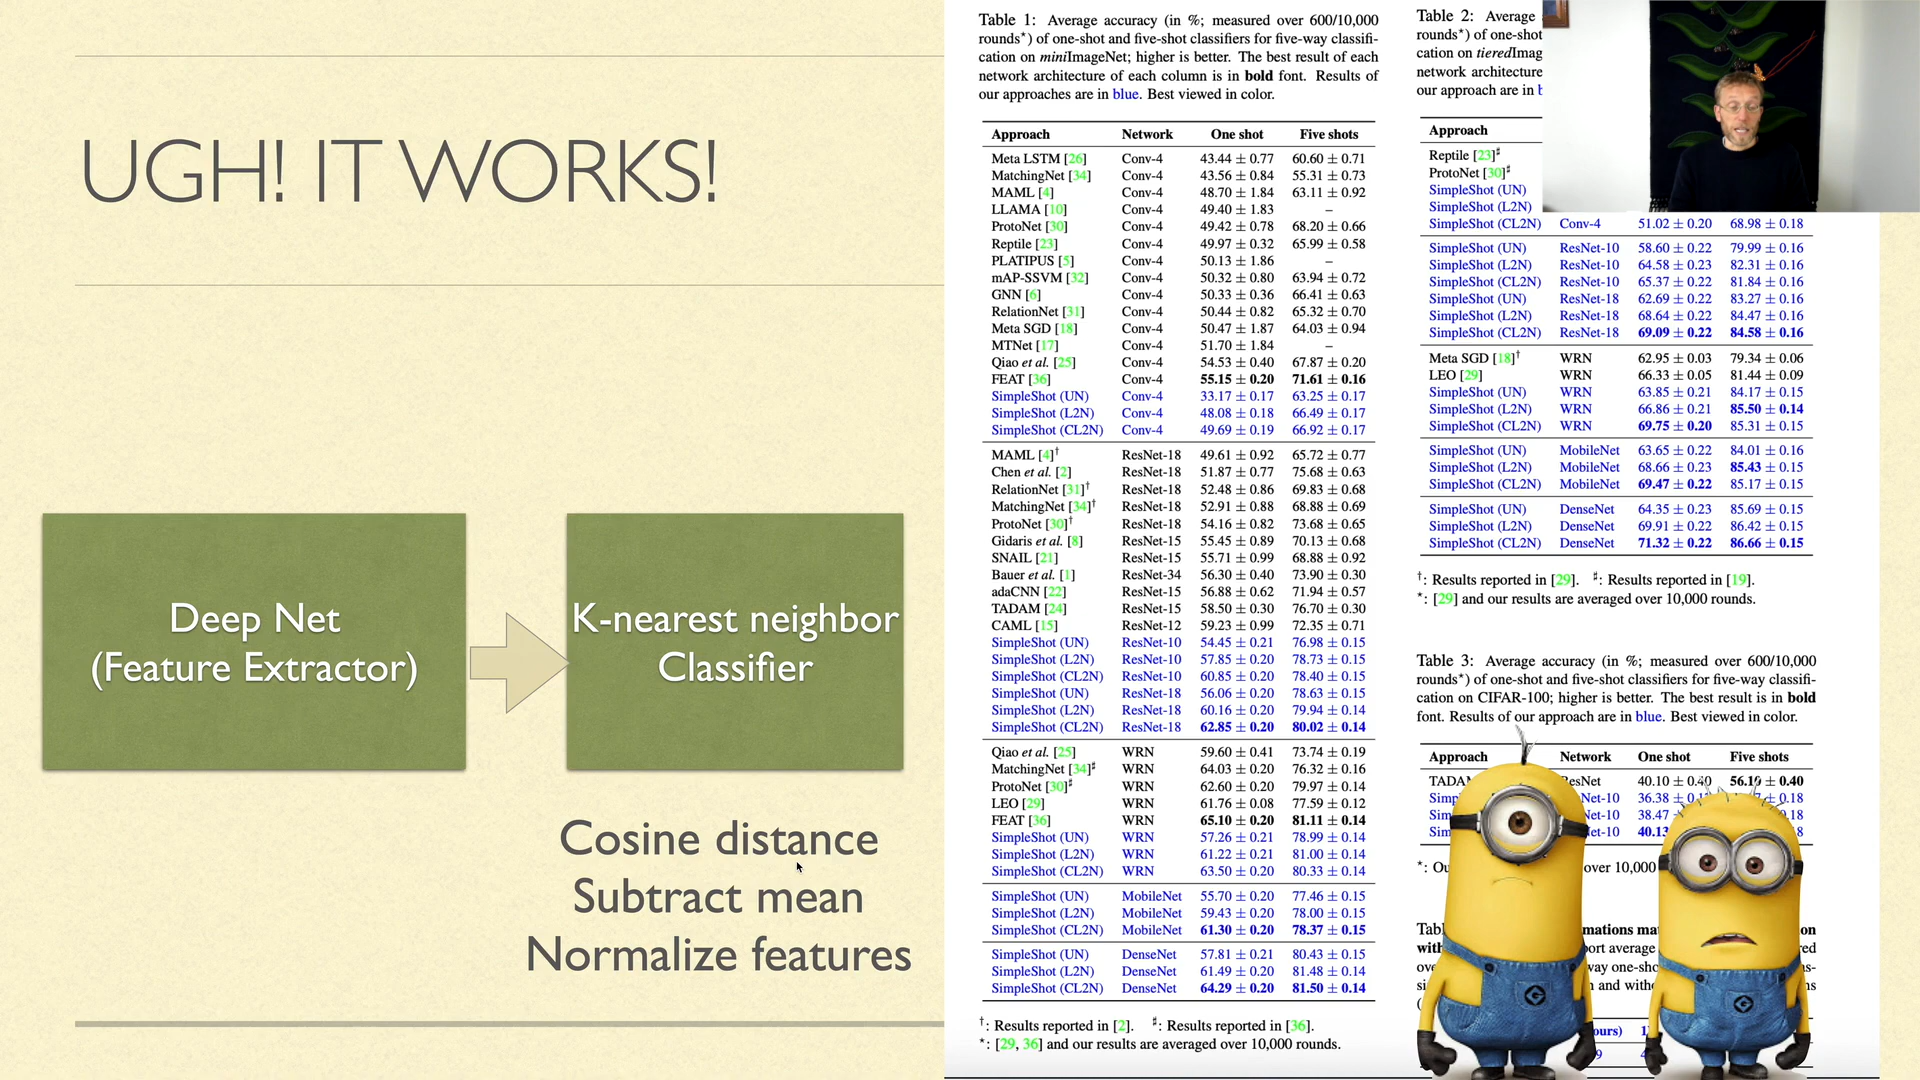 UGH! IT WORKS!
Deep Net
(Feature Extractor)
K-nearest neighbor
Classifier
Cosine distance
Subtract mean
Normalize features
Table 1: Average accuracy (in %; measured over 600/10,000
rounds*) of one-shot and five-shot classifiers for five-way classifi-
cation on miniImageNet; higher is better. The best result of each
network architecture of each column is in bold font. Results of
our approaches are in blue. Best viewed in color.
Approach Network One shot Five shots
Meta LSTM [26] Conv-4 43.44 ± 0.77 60.60 ± 0.71
MatchingNet [34] Conv-4 43.56 ± 0.84 55.31 ± 0.73
MAML [4] Conv-4 48.70 ± 1.84 63.11 ± 0.92
LLAMA [10] Conv-4 49.40 ± 1.83 –
ProtoNet [30] Conv-4 49.42 ± 0.78 68.20 ± 0.66
Reptile [23] Conv-4 49.97 ± 0.32 65.99 ± 0.58
PLATIPUS [5] Conv-4 50.13 ± 1.86 –
mAP-SSVM [32] Conv-4 50.32 ± 0.80 63.94 ± 0.72
GNN [6] Conv-4 50.33 ± 0.36 66.41 ± 0.63
RelationNet [31] Conv-4 50.44 ± 0.82 65.32 ± 0.70
Meta SGD [18] Conv-4 50.47 ± 1.87 64.03 ± 0.94
MTNet [17] Conv-4 51.70 ± 1.84 –
Qiao et al. [25] Conv-4 54.53 ± 0.40 67.87 ± 0.20
FEAT [36] Conv-4 55.15 ± 0.20 71.61 ± 0.16
SimpleShot (UN) Conv-4 33.17 ± 0.17 63.25 ± 0.17
SimpleShot (L2N) Conv-4 48.08 ± 0.18 66.49 ± 0.17
SimpleShot (CL2N) Conv-4 49.69 ± 0.19 66.92 ± 0.17
MAML [4]† ResNet-18 49.61 ± 0.92 65.72 ± 0.77
Chen et al. [2] ResNet-18 51.87 ± 0.77 75.68 ± 0.63
RelationNet [31]† ResNet-18 52.48 ± 0.86 69.83 ± 0.68
MatchingNet [34]† ResNet-18 52.91 ± 0.88 68.88 ± 0.69
ProtoNet [30]† ResNet-18 54.16 ± 0.82 73.68 ± 0.65
Gidaris et al. [8] ResNet-15 55.45 ± 0.89 70.13 ± 0.68
SNAIL [21] ResNet-15 55.71 ± 0.99 68.88 ± 0.92
Bauer et al. [1] ResNet-34 56.30 ± 0.40 73.90 ± 0.30
adaCNN [22] ResNet-15 56.88 ± 0.62 71.94 ± 0.57
TADAM [24] ResNet-15 58.50 ± 0.30 76.70 ± 0.30
CAML [15] ResNet-12 59.23 ± 0.99 72.35 ± 0.71
SimpleShot (UN) ResNet-10 54.45 ± 0.21 76.98 ± 0.15
SimpleShot (L2N) ResNet-10 57.85 ± 0.20 78.73 ± 0.15
SimpleShot (CL2N) ResNet-10 60.85 ± 0.20 78.40 ± 0.15
SimpleShot (UN) ResNet-18 56.06 ± 0.20 78.63 ± 0.15
SimpleShot (L2N) ResNet-18 60.16 ± 0.20 79.94 ± 0.14
SimpleShot (CL2N) ResNet-18 62.85 ± 0.20 80.02 ± 0.14
Qiao et al. [25] WRN 59.60 ± 0.41 73.74 ± 0.19
MatchingNet [34]♯ WRN 64.03 ± 0.20 76.32 ± 0.16
ProtoNet [30]♯ WRN 62.60 ± 0.20 79.97 ± 0.14
LEO [29] WRN 61.76 ± 0.08 77.59 ± 0.12
FEAT [36] WRN 65.10 ± 0.20 81.11 ± 0.14
SimpleShot (UN) WRN 57.26 ± 0.21 78.99 ± 0.14
SimpleShot (L2N) WRN 61.22 ± 0.21 81.00 ± 0.14
SimpleShot (CL2N) WRN 63.50 ± 0.20 80.33 ± 0.14
SimpleShot (UN) MobileNet 55.70 ± 0.20 77.46 ± 0.15
SimpleShot (L2N) MobileNet 59.43 ± 0.20 78.00 ± 0.15
SimpleShot (CL2N) MobileNet 61.30 ± 0.20 78.37 ± 0.15
SimpleShot (UN) DenseNet 57.81 ± 0.21 80.43 ± 0.15
SimpleShot (L2N) DenseNet 61.49 ± 0.20 81.48 ± 0.14
SimpleShot (CL2N) DenseNet 64.29 ± 0.20 81.50 ± 0.14
†: Results reported in [2]. ♯: Results reported in [36].
*: [29, 36] and our results are averaged over 10,000 rounds.
Table 2: Average
rounds*) of one-shot
cation on tieredImag
network architecture
our approach are in b
Approach
Reptile [23]♯
ProtoNet [30]♯
SimpleShot (UN)
SimpleShot (L2N)
SimpleShot (CL2N) Conv-4 51.02 ± 0.20 68.98 ± 0.18
SimpleShot (UN) ResNet-10 58.60 ± 0.22 79.99 ± 0.16
SimpleShot (L2N) ResNet-10 64.58 ± 0.23 82.31 ± 0.16
SimpleShot (CL2N) ResNet-10 65.37 ± 0.22 81.84 ± 0.16
SimpleShot (UN) ResNet-18 62.69 ± 0.22 83.27 ± 0.16
SimpleShot (L2N) ResNet-18 68.64 ± 0.22 84.47 ± 0.16
SimpleShot (CL2N) ResNet-18 69.09 ± 0.22 84.58 ± 0.16
Meta SGD [18]† WRN 62.95 ± 0.03 79.34 ± 0.06
LEO [29] WRN 66.33 ± 0.05 81.44 ± 0.09
SimpleShot (UN) WRN 63.85 ± 0.21 84.17 ± 0.15
SimpleShot (L2N) WRN 66.86 ± 0.21 85.50 ± 0.14
SimpleShot (CL2N) WRN 69.75 ± 0.20 85.31 ± 0.15
SimpleShot (UN) MobileNet 63.65 ± 0.22 84.01 ± 0.16
SimpleShot (L2N) MobileNet 68.66 ± 0.23 85.43 ± 0.15
SimpleShot (CL2N) MobileNet 69.47 ± 0.22 85.17 ± 0.15
SimpleShot (UN) DenseNet 64.35 ± 0.23 85.69 ± 0.15
SimpleShot (L2N) DenseNet 69.91 ± 0.22 86.42 ± 0.15
SimpleShot (CL2N) DenseNet 71.32 ± 0.22 86.66 ± 0.15
†: Results reported in [29]. ♯: Results reported in [19].
*: [29] and our results are averaged over 10,000 rounds.
Table 3: Average accuracy (in %; measured over 600/10,000
rounds*) of one-shot and five-shot classifiers for five-way classifi-
cation on CIFAR-100; higher is better. The best result is in bold
font. Results of our approach are in blue. Best viewed in color.
Approach Network One shot Five shots
TADAM ResNet 40.10 ± 0.40 56.10 ± 0.40
Simp Net-10 36.38 ± 0.18
Simp Net-10 38.47 0.18
Sim et-10 40.13
*: Ou over 10,000
mations ma on
with port average red
ove way one-sho s-
si n and witho ns
ours)